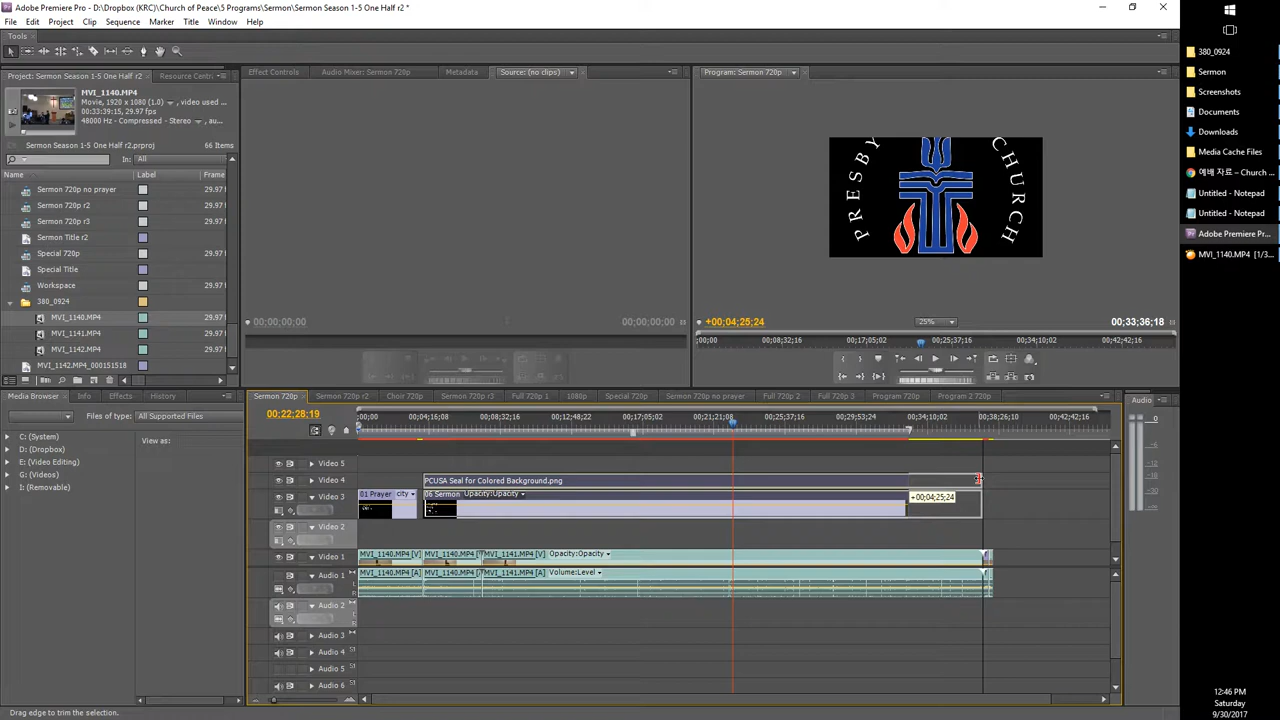 Adobe Premiere Pro - D:\Dropbox (KRC)\Church of Peace\5 Programs\Sermon\Sermon Season 1-5 One Half r2 *
File Edit Project Clip Sequence Marker Title Window Help
Tools
Project: Sermon Season 1-5 One Half r2
Resource Centr
MVI_1140.MP4
Movie, 1920 x 1080 (1.0)
, video used
00:33:39:15, 29.97 fps
48000 Hz - Compressed - Stereo
, au...
Sermon Season 1-5 One Half r2.prproj
66 Items
In: All
Name Label Frame
Sermon 720p no prayer 29.97 f
Sermon 720p r2 29.97 f
Sermon 720p r3 29.97 f
Sermon Title r2 29.97 f
Special 720p 29.97 f
Special Title 29.97 f
Workspace 29.97 f
380_0924
MVI_1140.MP4 29.97 f
MVI_1141.MP4 29.97 f
MVI_1142.MP4 29.97 f
MVI_1142.MP4_000151518
Effect Controls Audio Mixer: Sermon 720p Metadata Source: (no clips)
00;00;00;00 00;00;00;00
Program: Sermon 720p
PRESBY CHURCH
+00;04;25;24 25% 00;33;36;18
;00;00 00;08;32;16 00;17;05;02 00;25;37;16 00;34;10;02 00;42;42;16
Media Browser Info Effects History
Files of type: All Supported Files
C: (System)
D: (Dropbox)
E: (Video Editing)
G: (Videos)
I: (Removable)
View as:
Sermon 720p Sermon 720p r2 Choir 720p Sermon 720p r3 Full 720p 1 1080p Special 720p Sermon 720p no prayer Full 720p 2 Full 720p 3 Program 720p Program 2 720p
00;22;28;19
;00;00 00;04;16;08 00;08;32;16 00;12;48;22 00;17;05;02 00;21;21;08 00;25;37;16 00;29;53;24 00;34;10;02 00;38;26;10 00;42;42;16
Video 5
Video 4
PCUSA Seal for Colored Background.png
Video 3
01 Prayer city
06 Sermon Opacity:Opacity
+00;04;25;24
Video 2
Video 1
MVI_1140.MP4 [V] MVI_1140.MP4 [ MVI_1141.MP4 [V] Opacity:Opacity
Audio 1
MVI_1140.MP4 [A] MVI_1140.MP4 [ MVI_1141.MP4 [A] Volume:Level
Audio 2
Audio 3
Audio 4
Audio 5
Audio 6
Audio
0
Drag edge to trim the selection.
380_0924
Sermon
Screenshots
Documents
Downloads
Media Cache Files
예배 자료 – Church ...
Untitled - Notepad
Untitled - Notepad
Adobe Premiere Pr...
MVI_1140.MP4 [1/3...
12:46 PM
Saturday
9/30/2017